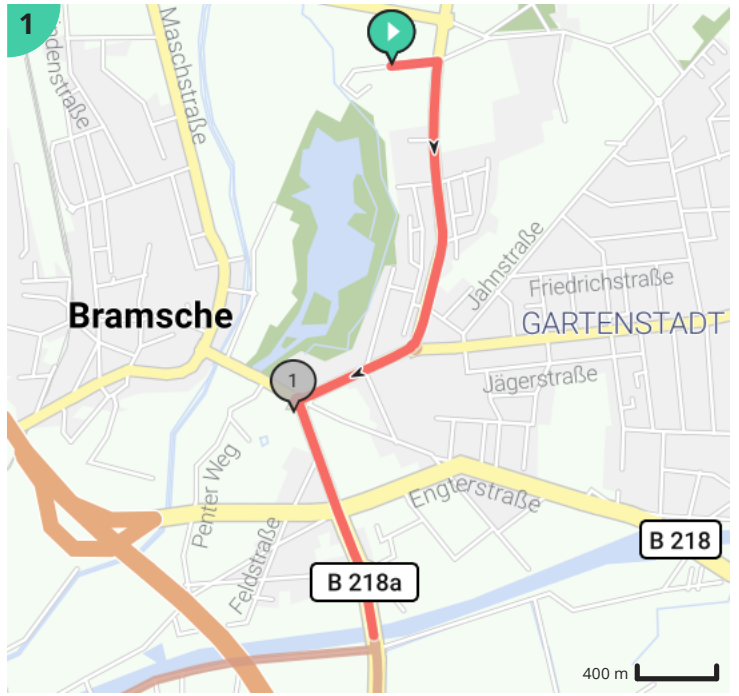 1
Maschstraße
denstraße
Jahnstraße
Friedrichstraße
Bramsche
GARTENSTADT
Jägerstraße
1
Penter Weg
Engterstraße
Feldstraße
B 218
B 218a
400 m